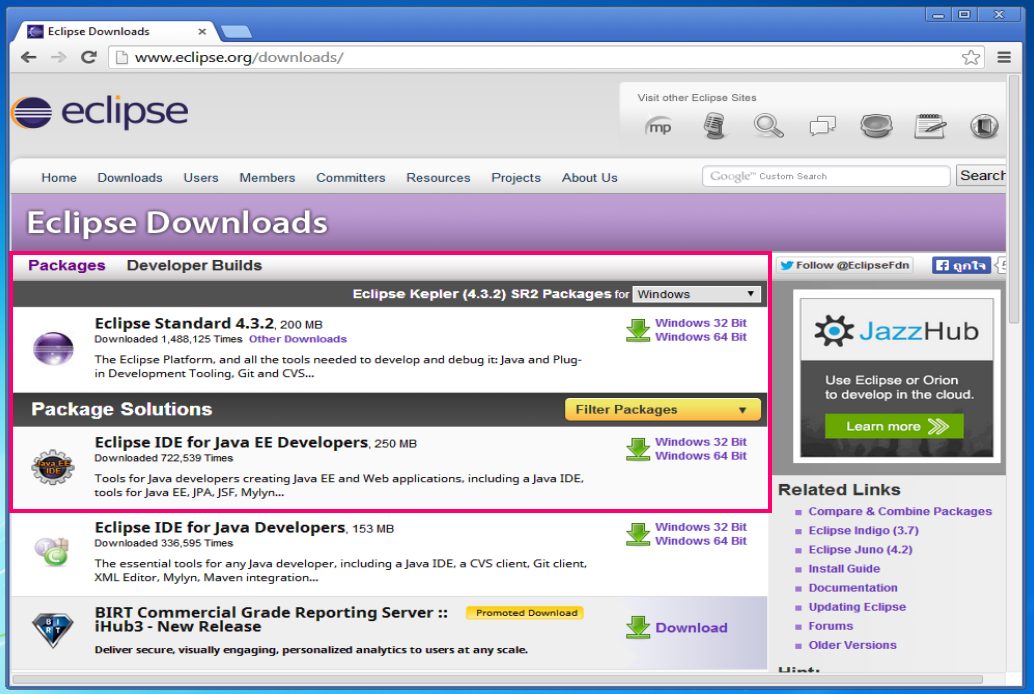 Eclipse Downloads
www.eclipse.org/downloads/
eclipse
Visit other Eclipse Sites
mp
Home Downloads Users Members Committers Resources Projects About Us
Google™ Custom Search Search
Eclipse Downloads
Packages Developer Builds
Follow @EclipseFdn
ถูกใจ
Eclipse Kepler (4.3.2) SR2 Packages for Windows
Eclipse Standard 4.3.2, 200 MB
Downloaded 1,488,125 Times Other Downloads
The Eclipse Platform, and all the tools needed to develop and debug it: Java and Plug-
in Development Tooling, Git and CVS...
Windows 32 Bit
Windows 64 Bit
Package Solutions
Filter Packages
Java EE
IDE
Eclipse IDE for Java EE Developers, 250 MB
Downloaded 722,539 Times
Tools for Java developers creating Java EE and Web applications, including a Java IDE,
tools for Java EE, JPA, JSF, Mylyn...
Windows 32 Bit
Windows 64 Bit
Eclipse IDE for Java Developers, 153 MB
Downloaded 336,595 Times
The essential tools for any Java developer, including a Java IDE, a CVS client, Git client,
XML Editor, Mylyn, Maven integration...
Windows 32 Bit
Windows 64 Bit
BIRT
BIRT Commercial Grade Reporting Server ::
iHub3 - New Release
Promoted Download
Deliver secure, visually engaging, personalized analytics to users at any scale.
Download
JazzHub
Use Eclipse or Orion
to develop in the cloud.
Learn more
Related Links
Compare & Combine Packages
Eclipse Indigo (3.7)
Eclipse Juno (4.2)
Install Guide
Documentation
Updating Eclipse
Forums
Older Versions
Hint: